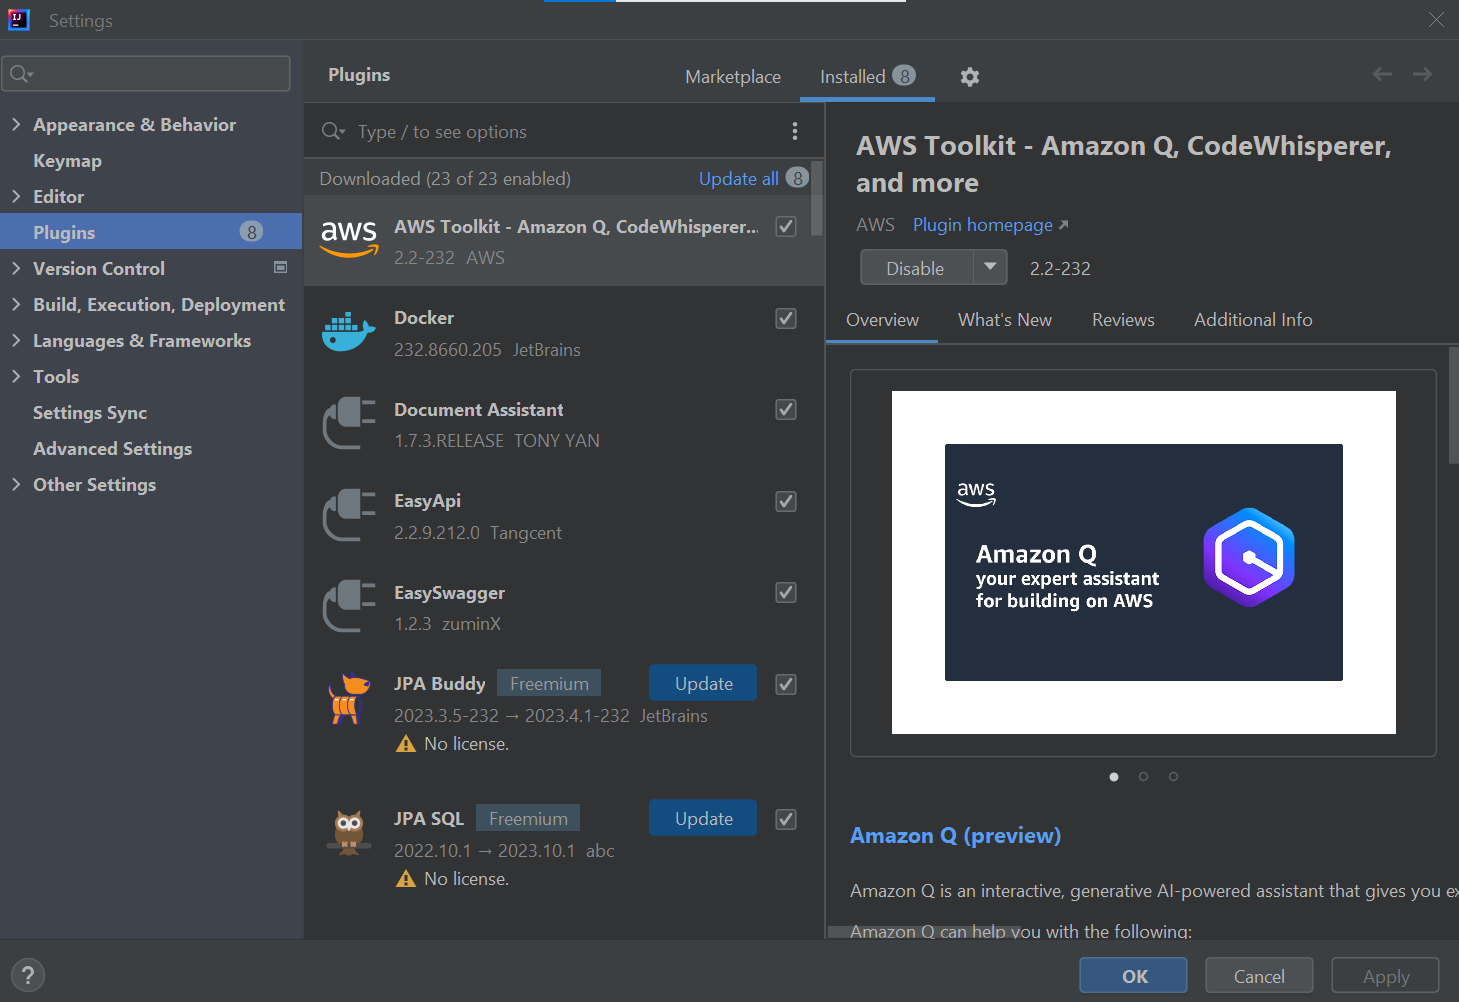 Settings
Appearance & Behavior
Keymap
Editor
Plugins 8
Version Control
Build, Execution, Deployment
Languages & Frameworks
Tools
Settings Sync
Advanced Settings
Other Settings
Plugins
Marketplace
Installed 8
Type / to see options
Downloaded (23 of 23 enabled)
Update all 8
aws
AWS Toolkit - Amazon Q, CodeWhisperer...
2.2-232 AWS
Docker
232.8660.205 JetBrains
Document Assistant
1.7.3.RELEASE TONY YAN
EasyApi
2.2.9.212.0 Tangcent
EasySwagger
1.2.3 zuminX
JPA Buddy Freemium Update
2023.3.5-232 → 2023.4.1-232 JetBrains
No license.
JPA SQL Freemium Update
2022.10.1 → 2023.10.1 abc
No license.
AWS Toolkit - Amazon Q, CodeWhisperer,
and more
AWS Plugin homepage
Disable 2.2-232
Overview What's New Reviews Additional Info
aws
Amazon Q
your expert assistant
for building on AWS
Amazon Q (preview)
Amazon Q is an interactive, generative AI-powered assistant that gives you ex
Amazon Q can help you with the following:
?
OK
Cancel
Apply